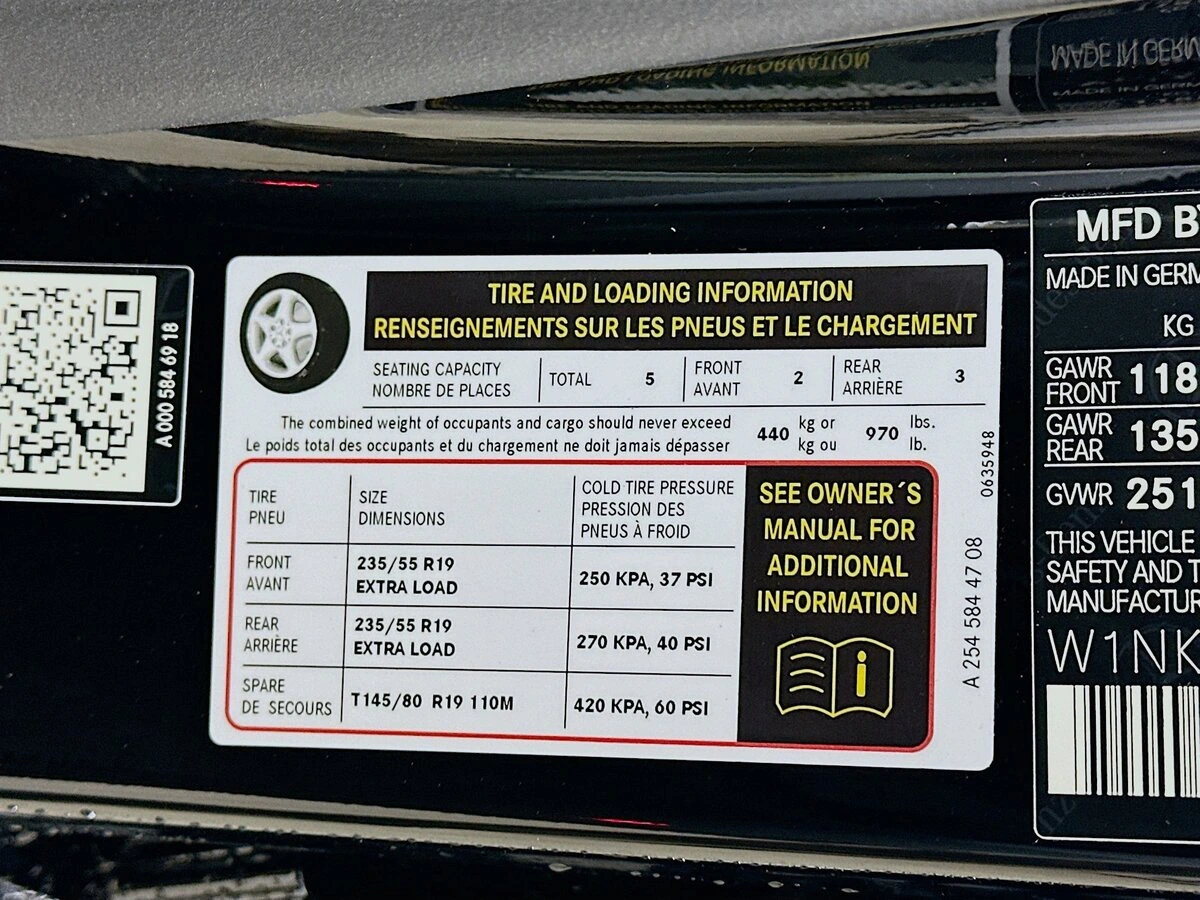 INFORMATION
MADE IN GERM
A 000 584 69 18
TIRE AND LOADING INFORMATION
RENSEIGNEMENTS SUR LES PNEUS ET LE CHARGEMENT
SEATING CAPACITY
NOMBRE DE PLACES
TOTAL 5
FRONT
AVANT
2
REAR
ARRIÈRE
3
The combined weight of occupants and cargo should never exceed
Le poids total des occupants et du chargement ne doit jamais dépasser
440
kg or
kg ou
970
lbs.
lb.
TIRE
PNEU
SIZE
DIMENSIONS
COLD TIRE PRESSURE
PRESSION DES
PNEUS À FROID
FRONT
AVANT
235/55 R19
EXTRA LOAD
250 KPA, 37 PSI
REAR
ARRIÈRE
235/55 R19
EXTRA LOAD
270 KPA, 40 PSI
SPARE
DE SECOURS
T145/80 R19 110M
420 KPA, 60 PSI
SEE OWNER´S
MANUAL FOR
ADDITIONAL
INFORMATION
i
0635948
A 254 584 47 08
MFD B
MADE IN GERM
KG
GAWR
FRONT
118
GAWR
REAR
135
GVWR 251
THIS VEHICLE
SAFETY AND T
MANUFACTUR
W1NK